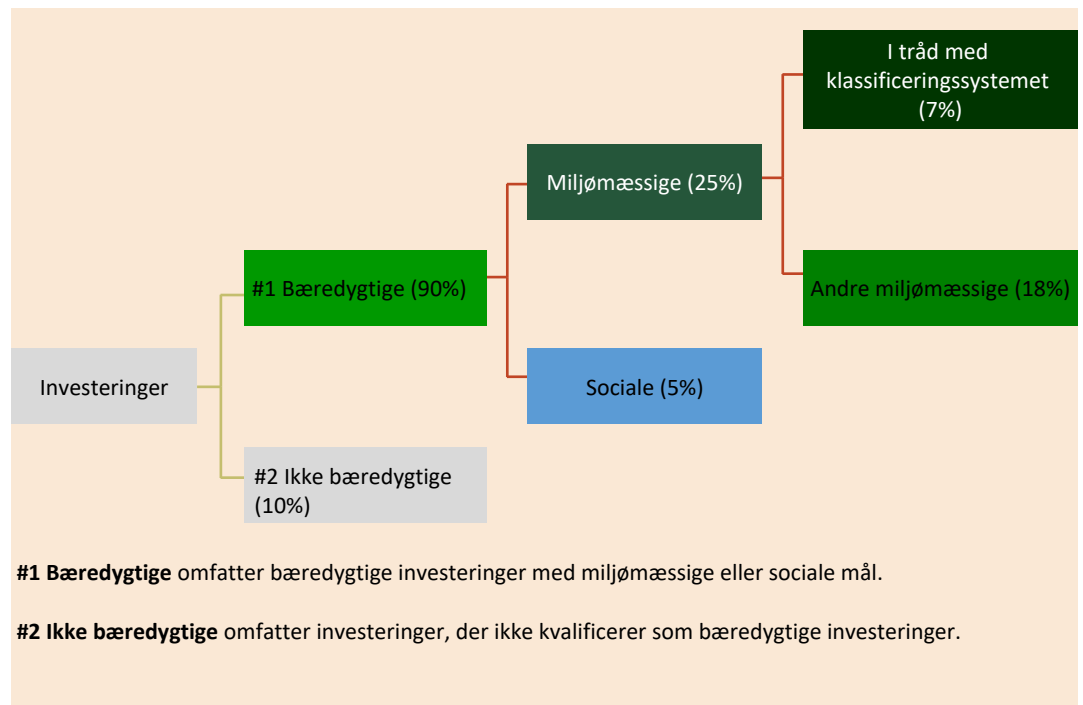 I tråd med
klassificeringssystemet
(7%)
Miljømæssige (25%)
#1 Bæredygtige (90%)
Andre miljømæssige (18%)
Investeringer
Sociale (5%)
#2 Ikke bæredygtige
(10%)
#1 Bæredygtige omfatter bæredygtige investeringer med miljømæssige eller sociale mål.
#2 Ikke bæredygtige omfatter investeringer, der ikke kvalificerer som bæredygtige investeringer.